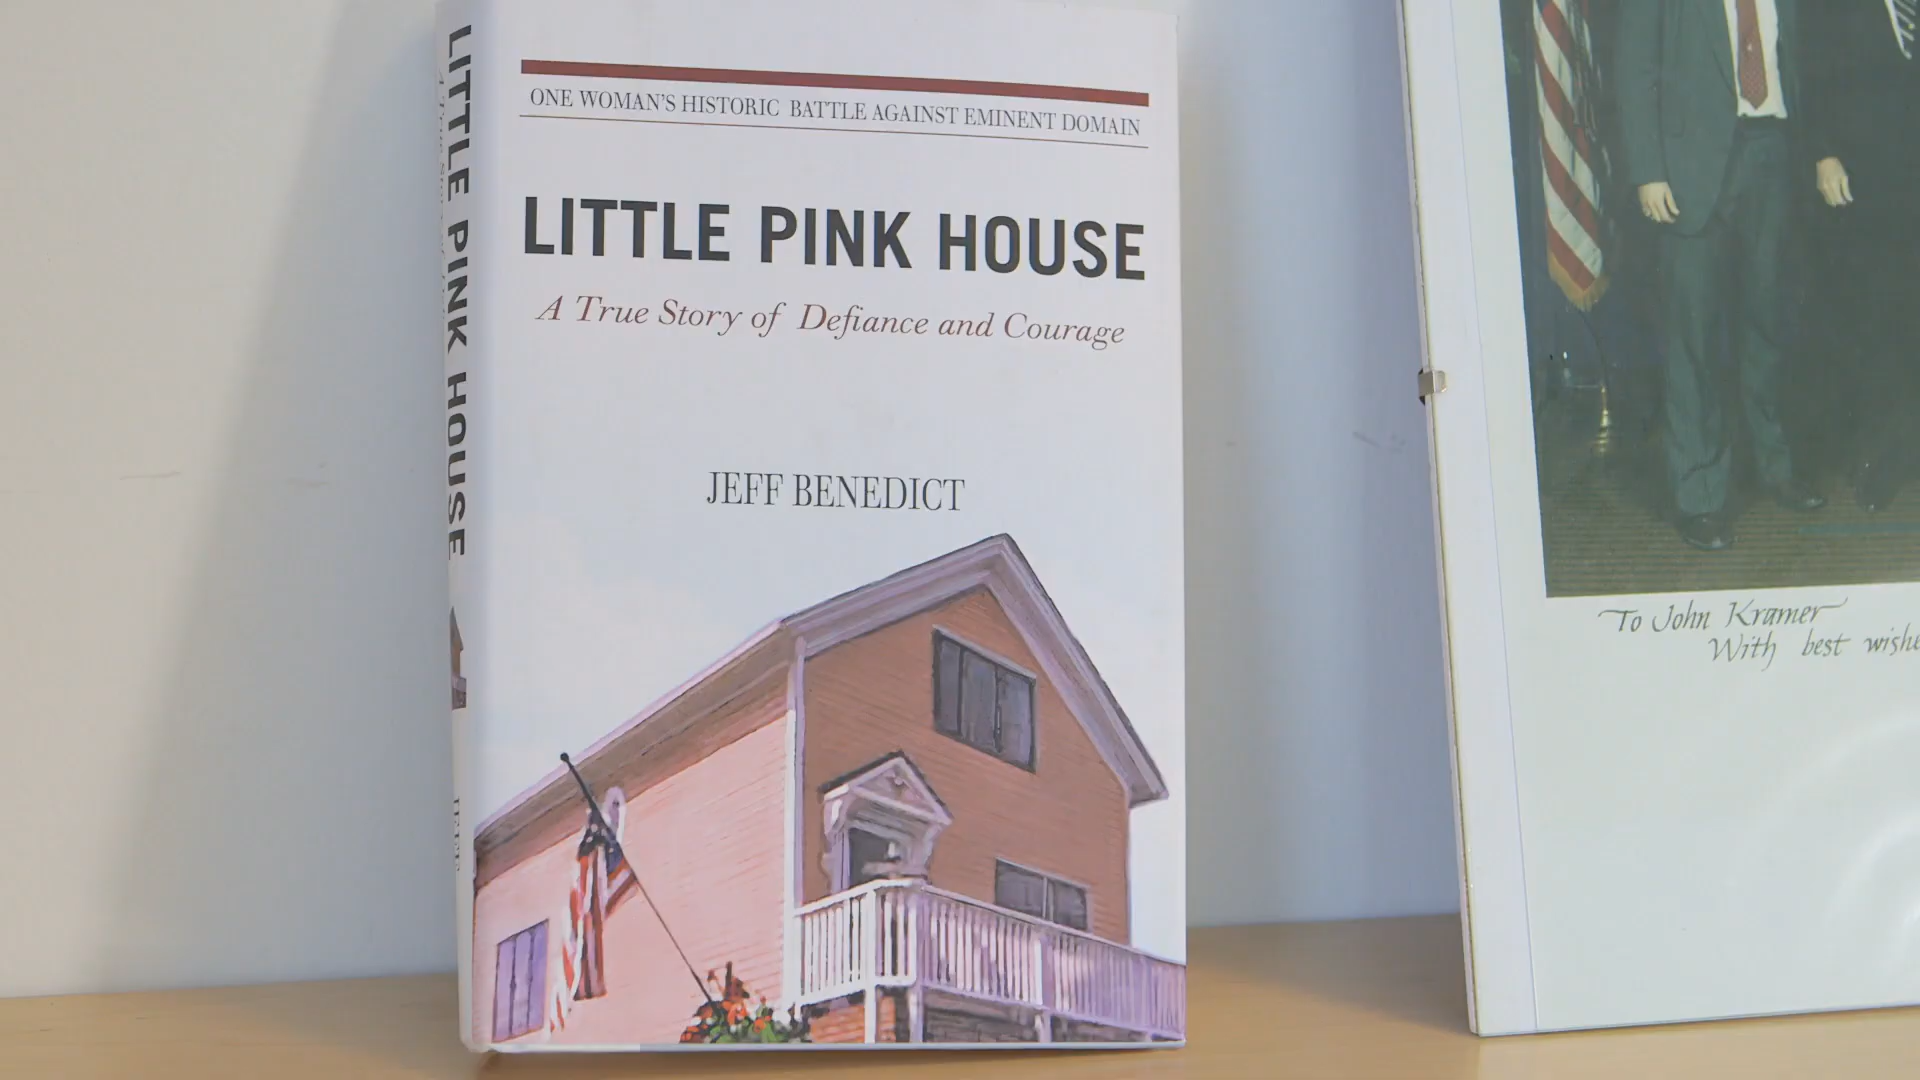 ONE WOMAN'S HISTORIC BATTLE AGAINST EMINENT DOMAIN
LITTLE PINK HOUSE
A True Story of Defiance and Courage
JEFF BENEDICT
LITTLE PINK HOUSE
To John Kramer
With best